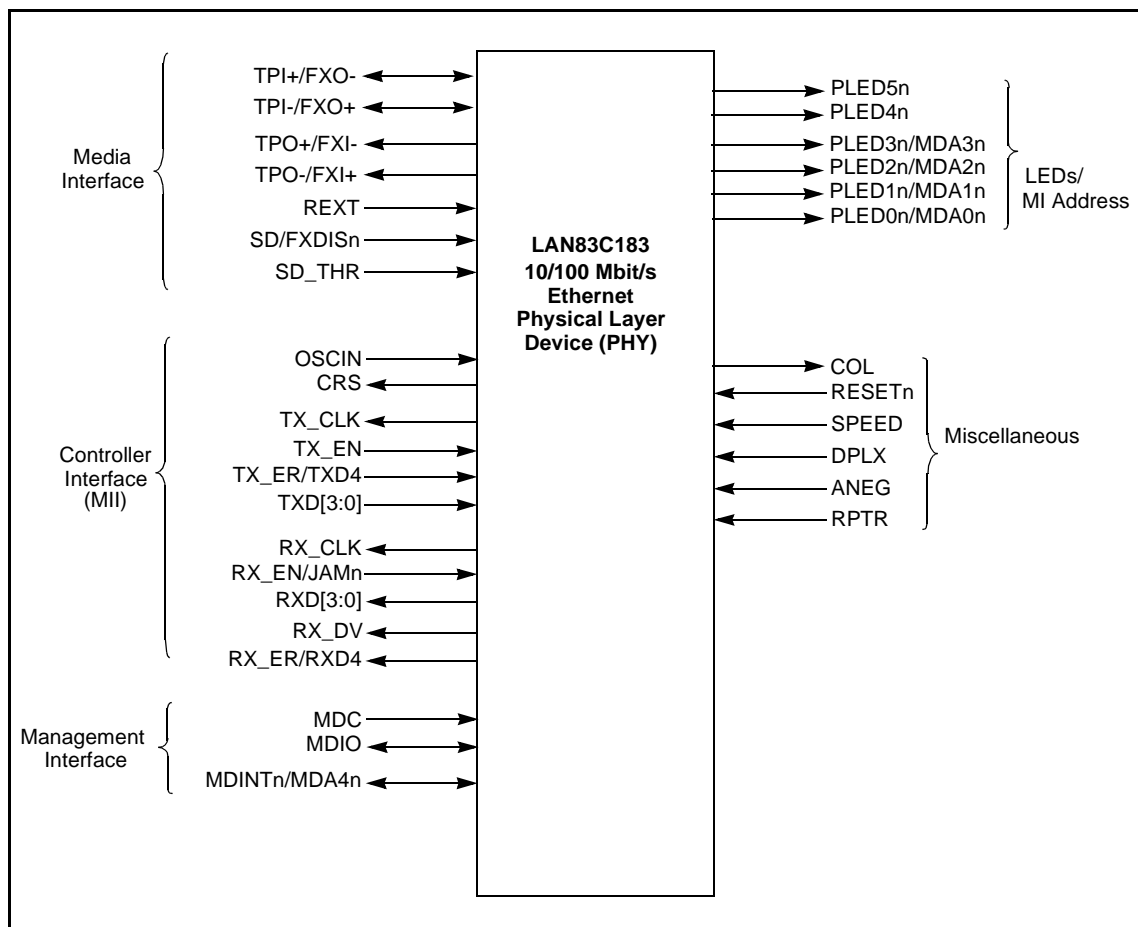 Media
Interface
TPI+/FXO-
TPI-/FXO+
TPO+/FXI-
TPO-/FXI+
REXT
SD/FXDISn
SD_THR
Controller
Interface
(MII)
OSCIN
CRS
TX_CLK
TX_EN
TX_ER/TXD4
TXD[3:0]
RX_CLK
RX_EN/JAMn
RXD[3:0]
RX_DV
RX_ER/RXD4
Management
Interface
MDC
MDIO
MDINTn/MDA4n
LAN83C183
10/100 Mbit/s
Ethernet
Physical Layer
Device (PHY)
PLED5n
PLED4n
PLED3n/MDA3n
PLED2n/MDA2n
PLED1n/MDA1n
PLED0n/MDA0n
LEDs/
MI Address
COL
RESETn
SPEED
DPLX
ANEG
RPTR
Miscellaneous